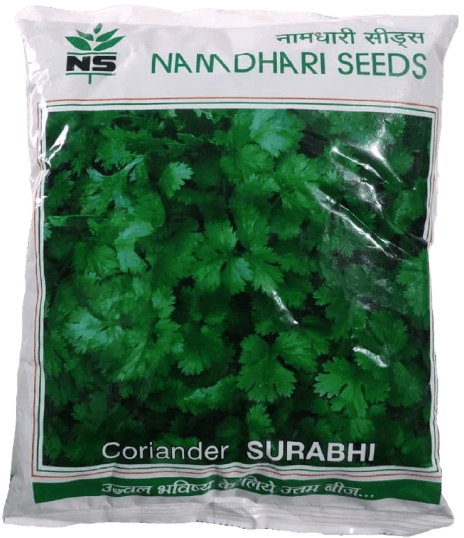 NS
नामधारी सीड्स
NAMDHARI SEEDS
Coriander SURABHI
उज्वल भविष्य के लिये उत्तम बीज...